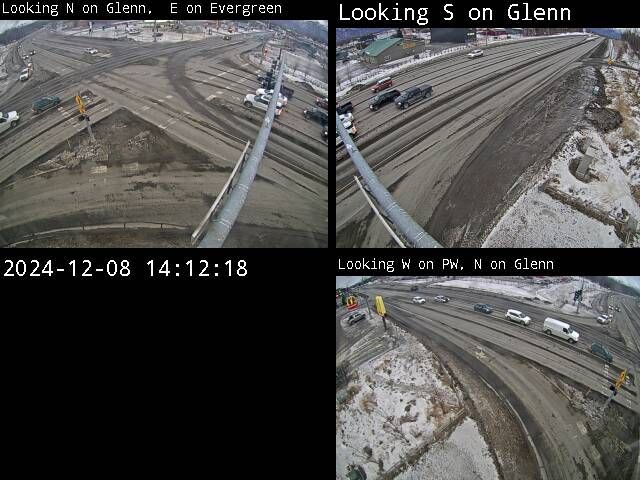 Looking N on Glenn,  E on Evergreen
Looking S on Glenn
2024-12-08 14:12:18
Looking W on PW, N on Glenn